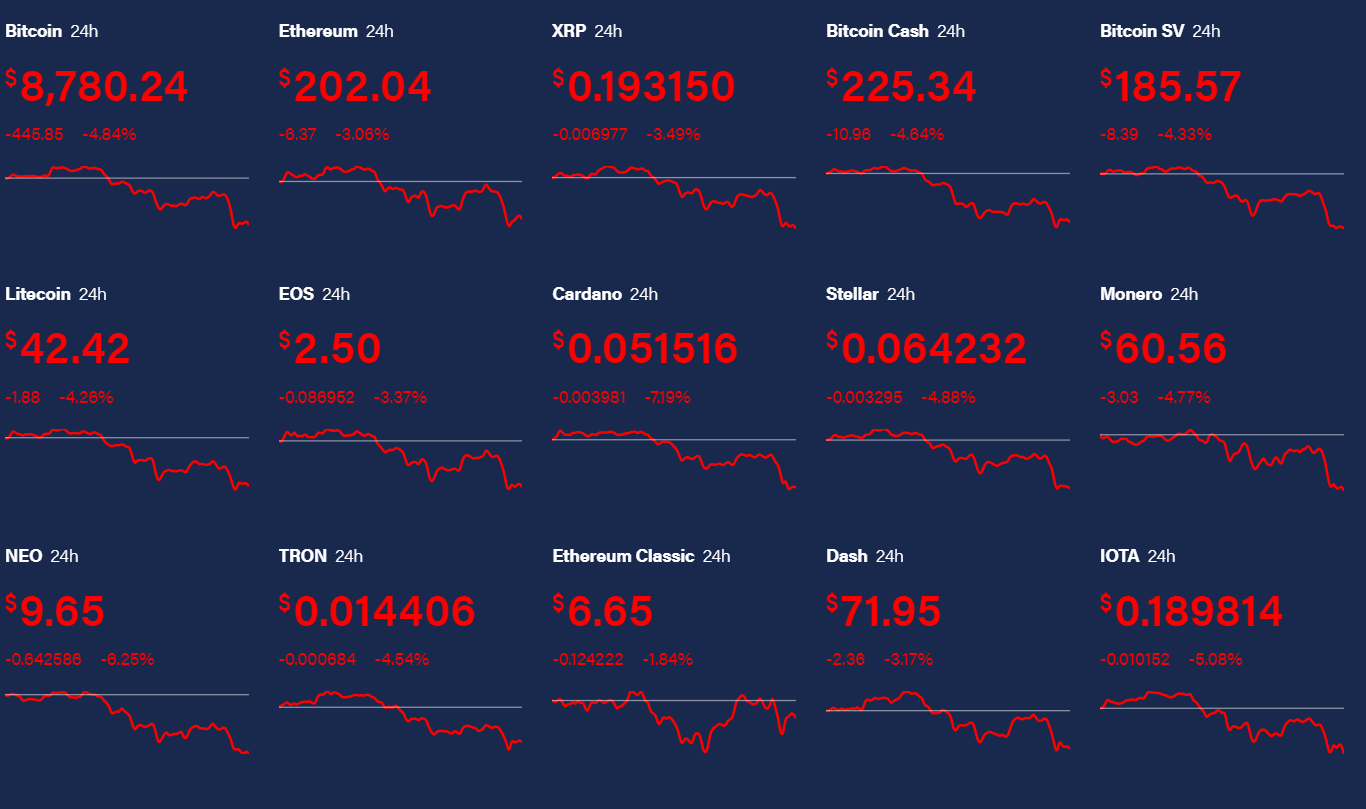 Bitcoin 24h
$8,780.24
-445.85 -4.84%
Ethereum 24h
$202.04
-6.37 -3.06%
XRP 24h
$0.193150
-0.006977 -3.49%
Bitcoin Cash 24h
$225.34
-10.96 -4.64%
Bitcoin SV 24h
$185.57
-8.39 -4.33%
Litecoin 24h
$42.42
-1.88 -4.26%
EOS 24h
$2.50
-0.086952 -3.37%
Cardano 24h
$0.051516
-0.003981 -7.19%
Stellar 24h
$0.064232
-0.003295 -4.88%
Monero 24h
$60.56
-3.03 -4.77%
NEO 24h
$9.65
-0.642586 -6.25%
TRON 24h
$0.014406
-0.000684 -4.54%
Ethereum Classic 24h
$6.65
-0.124222 -1.84%
Dash 24h
$71.95
-2.36 -3.17%
IOTA 24h
$0.189814
-0.010152 -5.08%